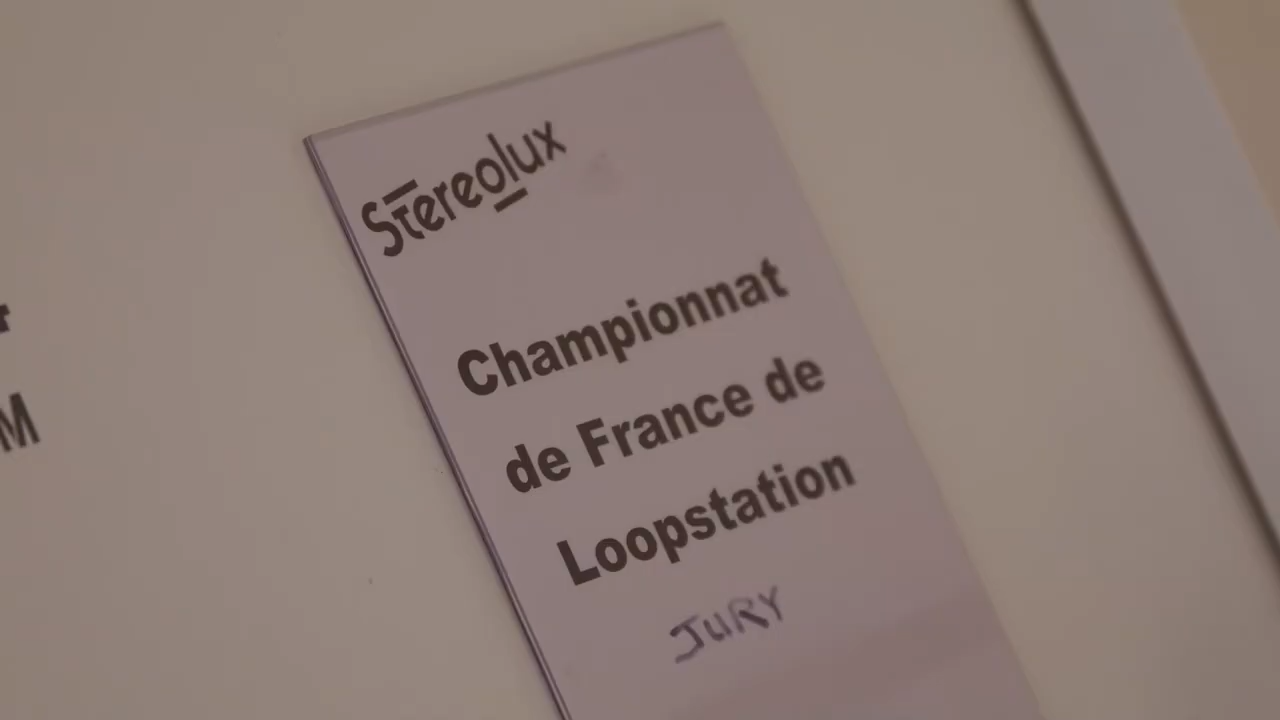 Stereolux
Championnat
de France de
Loopstation
JURY
M